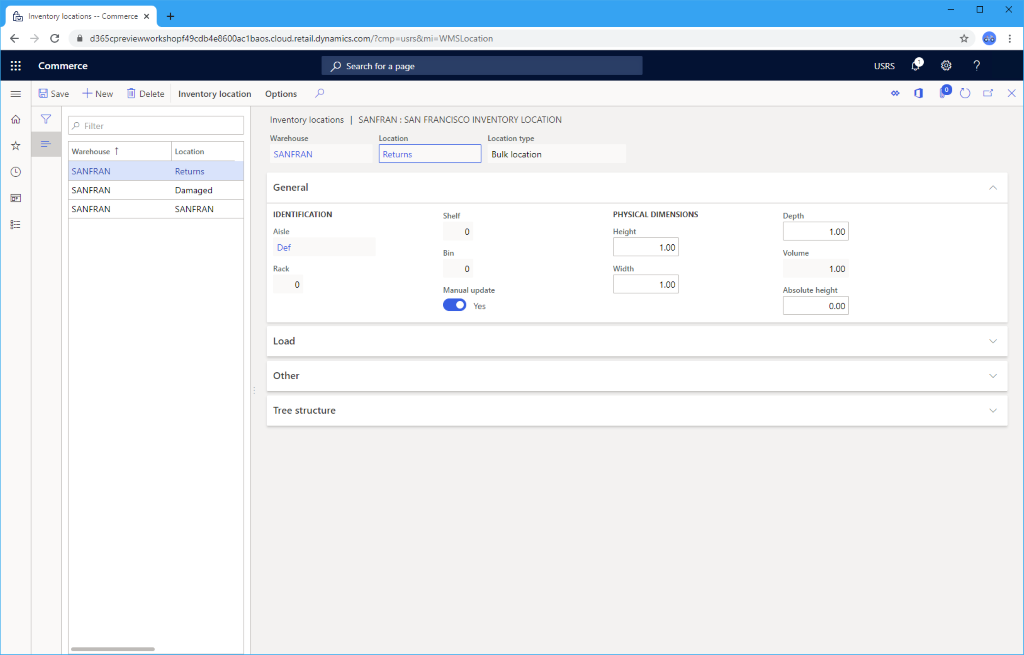 Inventory locations -- Commerce
d365cpreviewworkshopf49cdb4e8600ac1baos.cloud.retail.dynamics.com/?cmp=usrs&mi=WMSLocation
Commerce
Search for a page
USRS
1
?
Save
New
Delete
Inventory location
Options
0
Filter
Warehouse ↑ Location
SANFRAN Returns
SANFRAN Damaged
SANFRAN SANFRAN
Inventory locations | SANFRAN : SAN FRANCISCO INVENTORY LOCATION
Warehouse
SANFRAN
Location
Returns
Location type
Bulk location
General
IDENTIFICATION
Aisle
Def
Rack
0
Shelf
0
Bin
0
Manual update
Yes
PHYSICAL DIMENSIONS
Height
1.00
Width
1.00
Depth
1.00
Volume
1.00
Absolute height
0.00
Load
Other
Tree structure